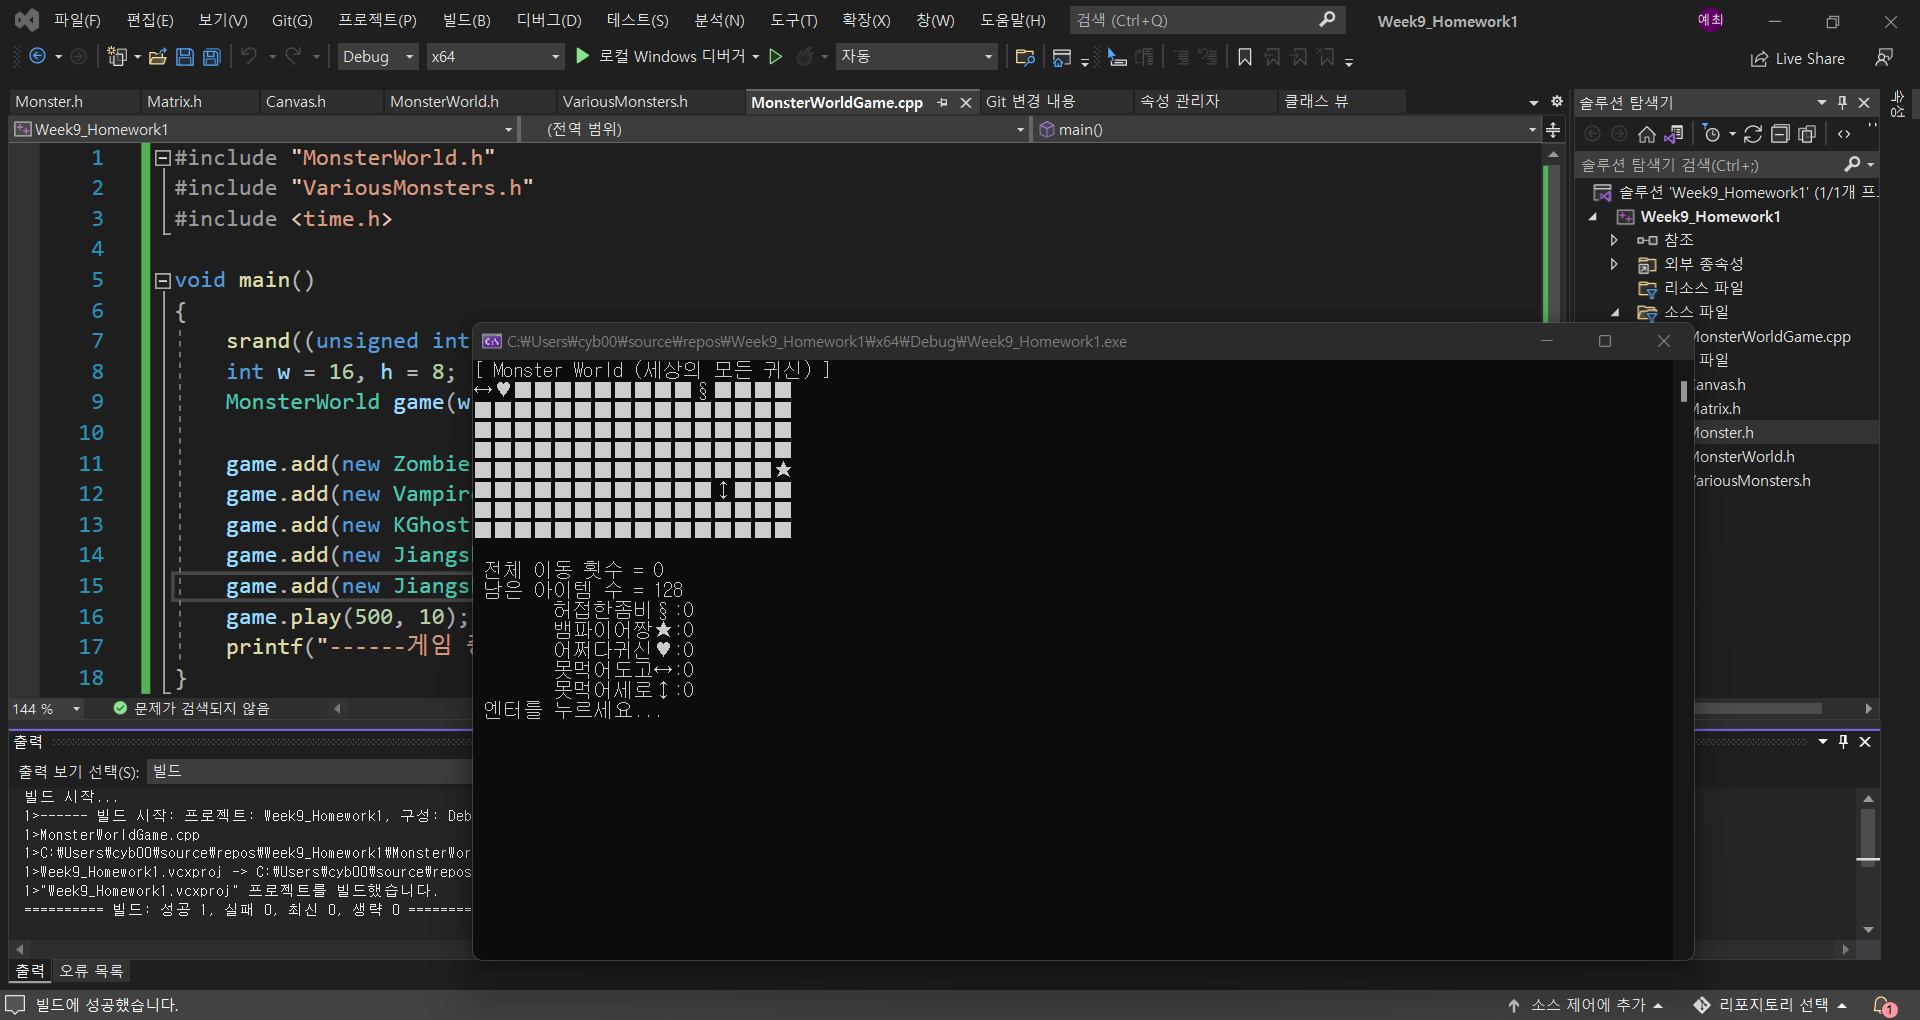 파일(F) 편집(E) 보기(V) Git(G) 프로젝트(P) 빌드(B) 디버그(D) 테스트(S) 분석(N) 도구(T) 확장(X) 창(W) 도움말(H) 검색 (Ctrl+Q) Week9_Homework1 예최
Debug x64 로컬 Windows 디버거 자동 Live Share
Monster.h Matrix.h Canvas.h MonsterWorld.h VariousMonsters.h MonsterWorldGame.cpp Git 변경 내용 속성 관리자 클래스 뷰
Week9_Homework1 (전역 범위) main()
1 #include "MonsterWorld.h"
2 #include "VariousMonsters.h"
3 #include <time.h>
4
5 void main()
6 {
7 srand((unsigned int
8 int w = 16, h = 8;
9 MonsterWorld game(w
10
11 game.add(new Zombie
12 game.add(new Vampir
13 game.add(new KGhost
14 game.add(new Jiangs
15 game.add(new Jiangs
16 game.play(500, 10);
17 printf("------게임
18 }
144 % 문제가 검색되지 않음
C:\Users\cyb00\source\repos\Week9_Homework1\x64\Debug\Week9_Homework1.exe
[ Monster World (세상의 모든 귀신) ]
↔♥■■■■■■■■■§■■■■
■■■■■■■■■■■■■■■■
■■■■■■■■■■■■■■■■
■■■■■■■■■■■■■■■■
■■■■■■■■■■■■■■■★
■■■■■■■■■■■■↕■■■
■■■■■■■■■■■■■■■■
■■■■■■■■■■■■■■■■
전체 이동 횟수 = 0
남은 아이템 수 = 128
허접한좀비§:0
뱀파이어짱★:0
어쩌다귀신♥:0
못먹어도고↔:0
못먹어세로↕:0
엔터를 누르세요...
솔루션 탐색기
솔루션 탐색기 검색(Ctrl+;)
솔루션 'Week9_Homework1' (1/1개 프
Week9_Homework1
참조
외부 종속성
리소스 파일
소스 파일
MonsterWorldGame.cpp
파일
anvas.h
Matrix.h
Monster.h
MonsterWorld.h
VariousMonsters.h
속성
출력
출력 보기 선택(S): 빌드
빌드 시작...
1>------ 빌드 시작: 프로젝트: Week9_Homework1, 구성: Deb
1>MonsterWorldGame.cpp
1>C:\Users\cyb00\source\repos\Week9_Homework1\MonsterWor
1>Week9_Homework1.vcxproj -> C:\Users\cyb00\source\repos
1>"Week9_Homework1.vcxproj" 프로젝트를 빌드했습니다.
========== 빌드: 성공 1, 실패 0, 최신 0, 생략 0 ========
출력 오류 목록
빌드에 성공했습니다. 소스 제어에 추가 리포지토리 선택 1